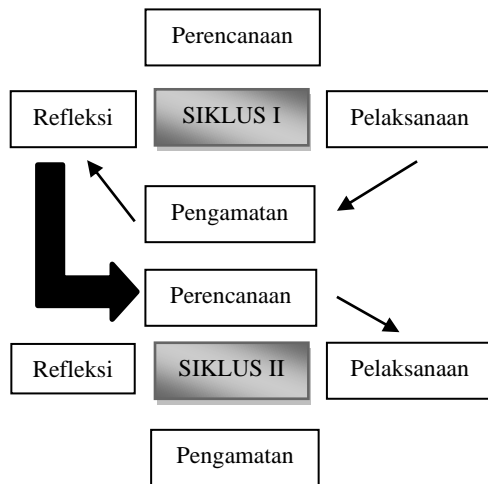 Perencanaan
Refleksi
SIKLUS I
Pelaksanaan
Pengamatan
Perencanaan
Refleksi
SIKLUS II
Pelaksanaan
Pengamatan